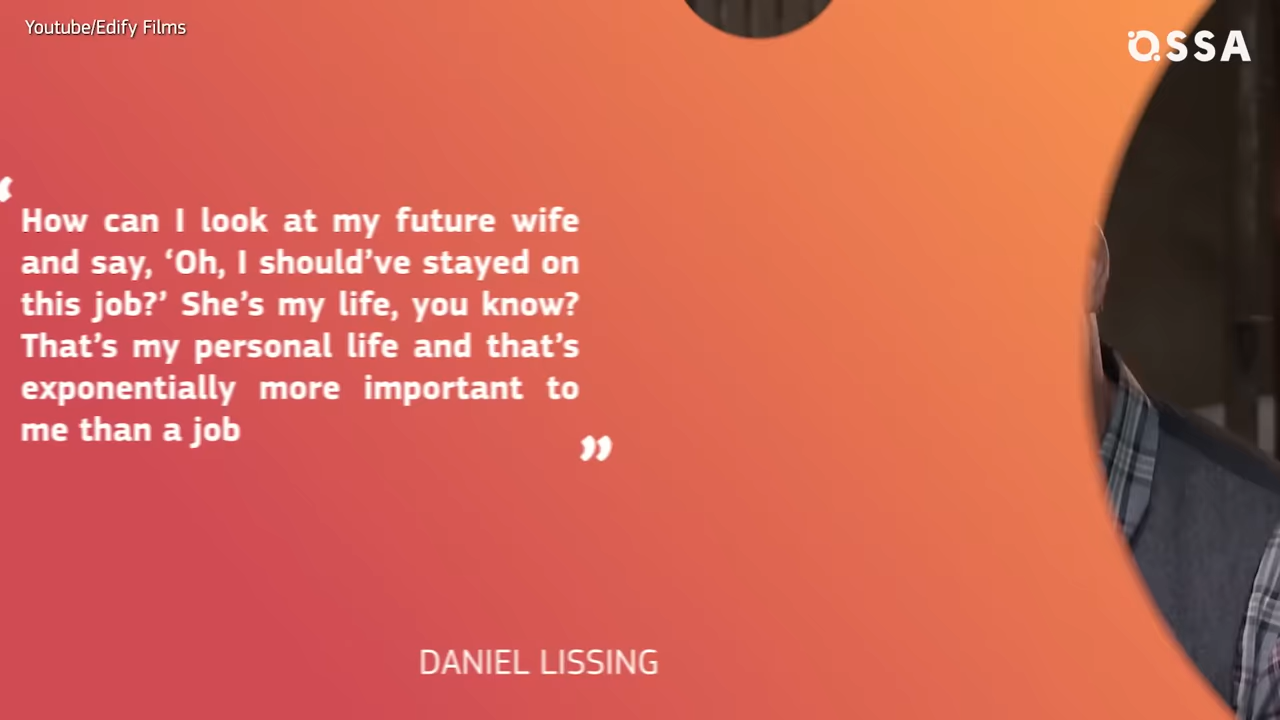 Youtube/Edify Films
OSSA
‘
How can I look at my future wife
and say, ‘Oh, I should’ve stayed on
this job?’ She’s my life, you know?
That’s my personal life and that’s
exponentially more important to
me than a job
”
DANIEL LISSING